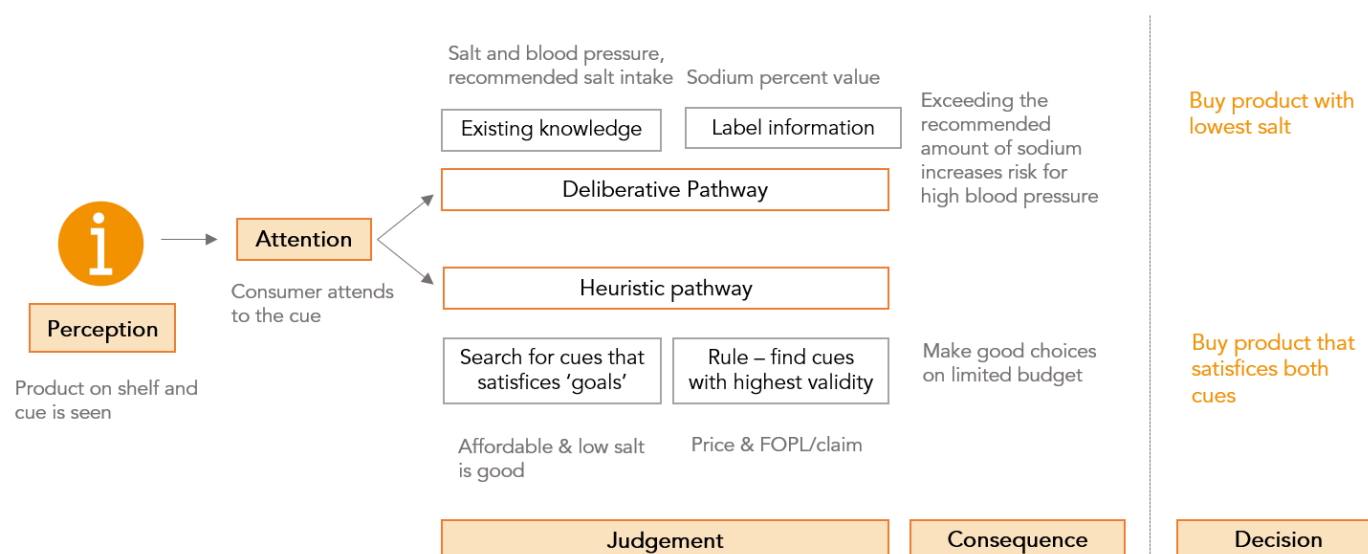 Salt and blood pressure,
recommended salt intake
Sodium percent value
Existing knowledge
Label information
Exceeding the
recommended
amount of sodium
increases risk for
high blood pressure
Buy product with
lowest salt
Deliberative Pathway
i
Attention
Consumer attends
to the cue
Perception
Product on shelf and
cue is seen
Heuristic pathway
Search for cues that
satisfices ‘goals’
Rule – find cues
with highest validity
Make good choices
on limited budget
Buy product that
satisfices both
cues
Affordable & low salt
is good
Price & FOPL/claim
Judgement
Consequence
Decision